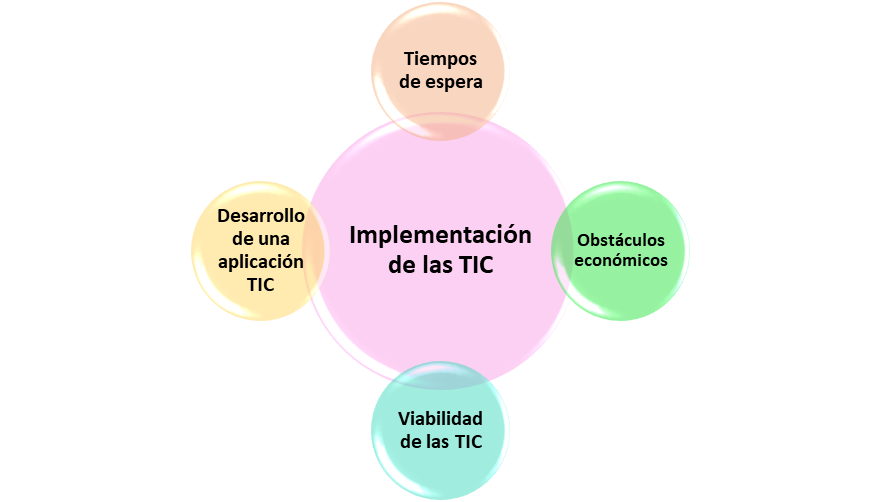 Tiempos
de espera
Desarrollo
de una
aplicación
TIC
Implementación
de las TIC
Obstáculos
económicos
Viabilidad
de las TIC